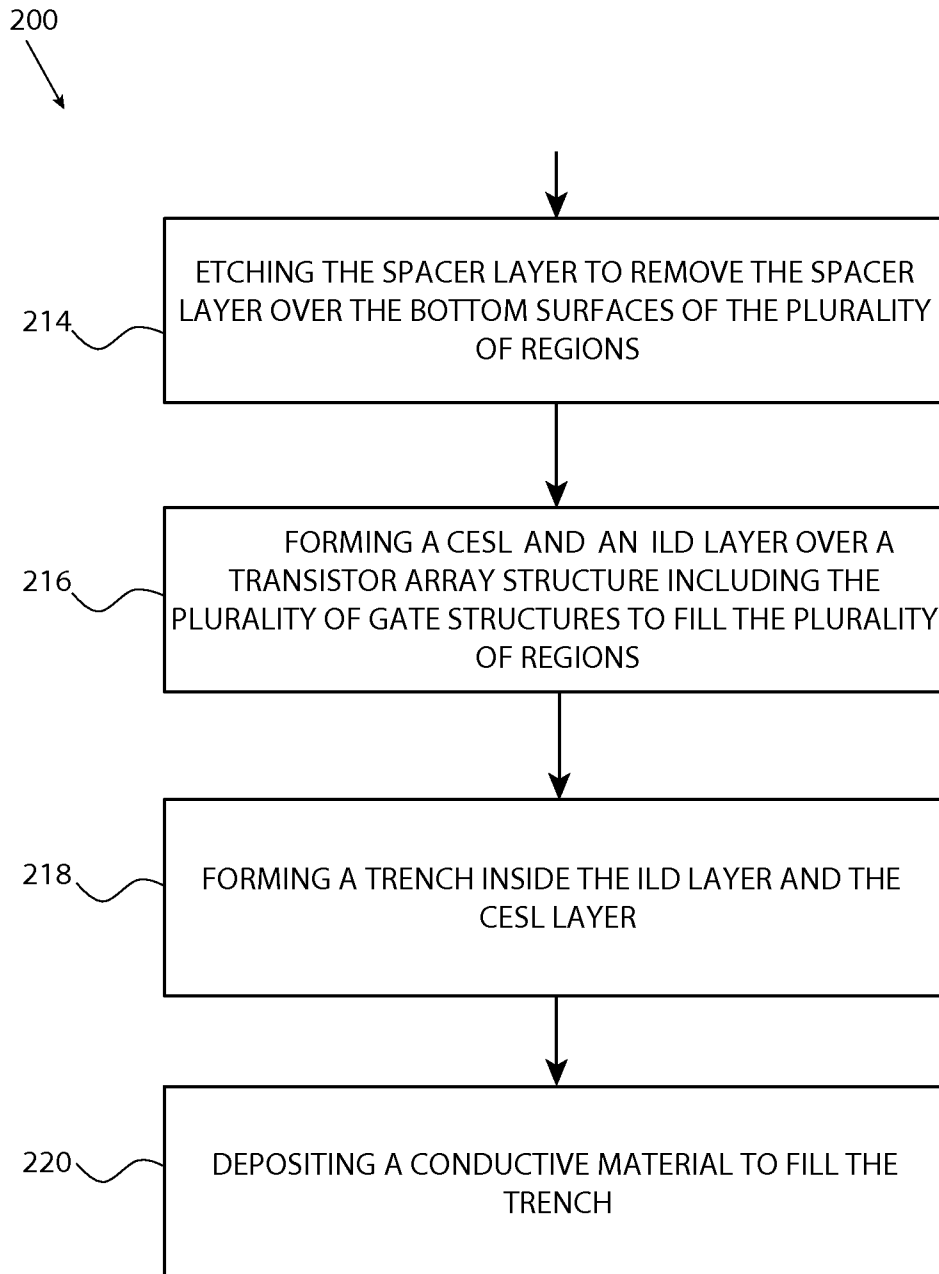 200
214
ETCHING THE SPACER LAYER TO REMOVE THE SPACER
LAYER OVER THE BOTTOM SURFACES OF THE PLURALITY
OF REGIONS
216
FORMING A CESL AND AN ILD LAYER OVER A
TRANSISTOR ARRAY STRUCTURE INCLUDING THE
PLURALITY OF GATE STRUCTURES TO FILL THE PLURALITY
OF REGIONS
218
FORMING A TRENCH INSIDE THE ILD LAYER AND THE
CESL LAYER
220
DEPOSITING A CONDUCTIVE MATERIAL TO FILL THE
TRENCH